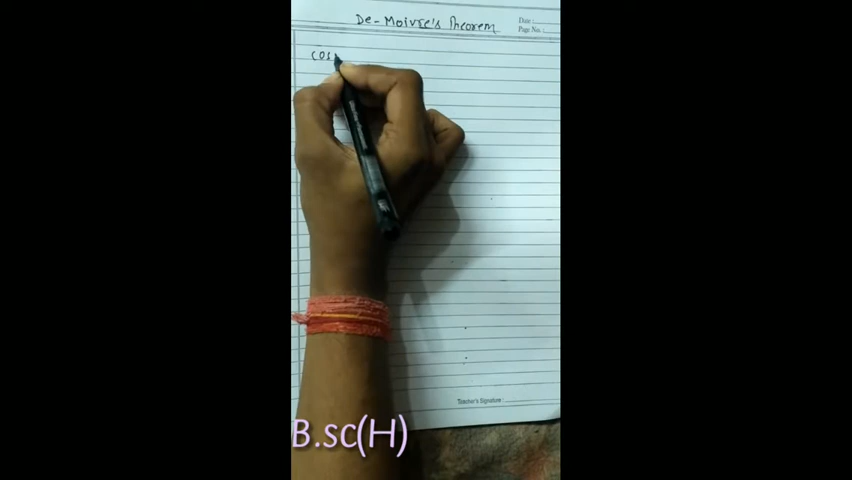 De-Moivre's Theorem
Date :
Page No. :
cos
Teacher's Signature :
B.sc(H)